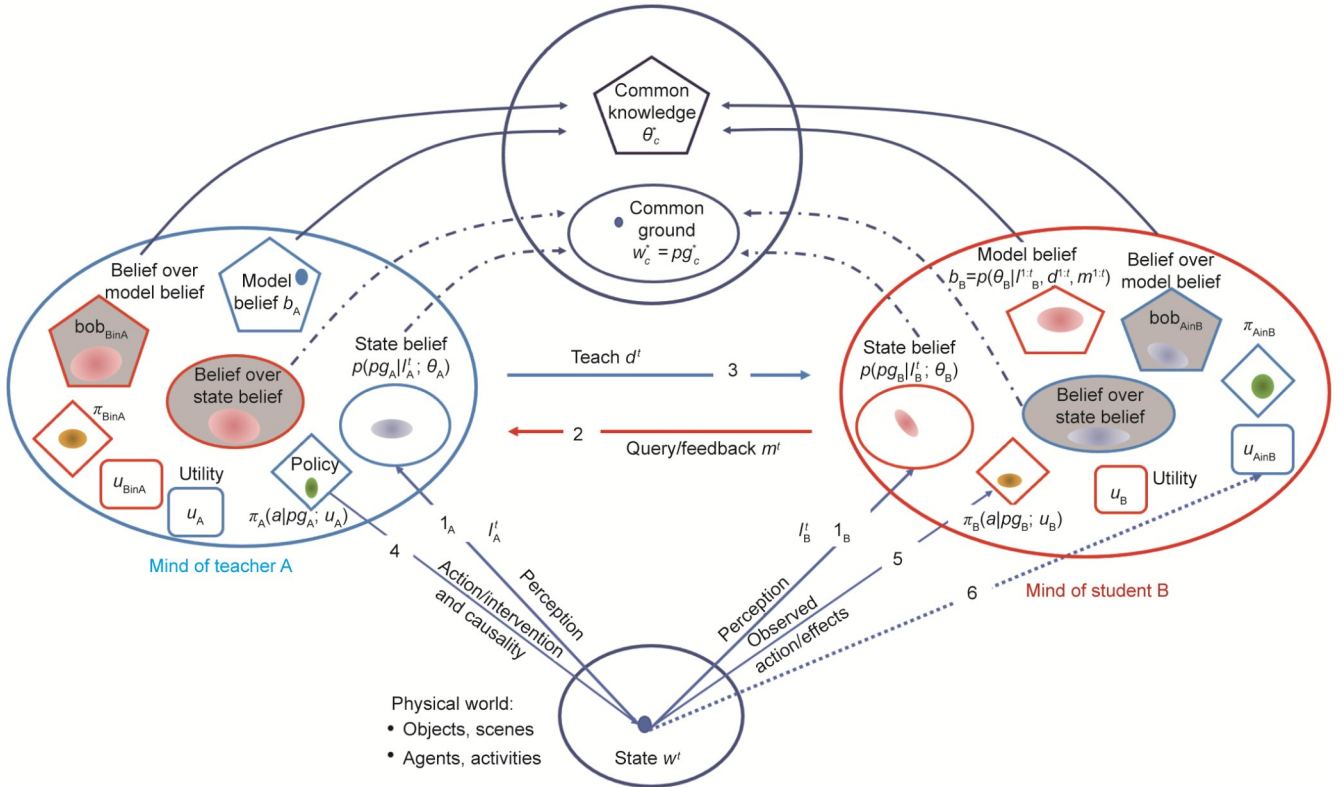 Common
knowledge
θ*c
Common
ground
w*c = pg*c
Belief over
model belief
Model
belief bA
bobBinA
State belief
p(pgA|IᵗA; θA)
Belief over
state belief
πBinA
Policy
Utility
uBinA
uA
πA(a|pgA; uA)
Mind of teacher A
Teach dᵗ
3
2
Query/feedback mᵗ
Model belief
bB=p(θB|I¹:ᵗB, d¹:ᵗ, m¹:ᵗ)
Belief over
model belief
bobAinB
πAinB
State belief
p(pgB|IᵗB; θB)
Belief over
state belief
uAinB
Utility
uB
πB(a|pgB; uB)
Mind of student B
1A
IᵗA
4
Perception
Action/intervention
and causality
IᵗB
1B
5
6
Perception
Observed
action/effects
Physical world:
• Objects, scenes
• Agents, activities
State wᵗ